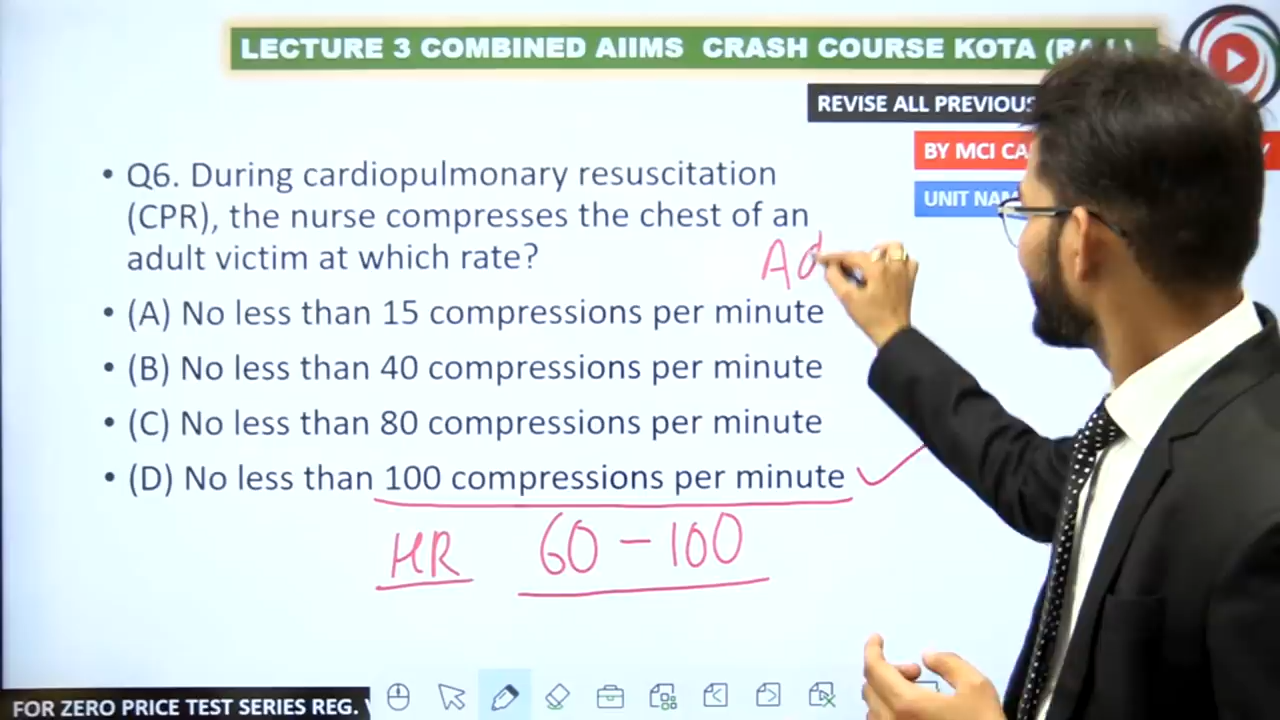 LECTURE 3 COMBINED AIIMS CRASH COURSE KOTA
REVISE ALL PREVIOUS
BY MCI
UNIT
• Q6. During cardiopulmonary resuscitation
(CPR), the nurse compresses the chest of an
adult victim at which rate?
Ad
• (A) No less than 15 compressions per minute
• (B) No less than 40 compressions per minute
• (C) No less than 80 compressions per minute
• (D) No less than 100 compressions per minute
HR 60 - 100
FOR ZERO PRICE TEST SERIES REG.